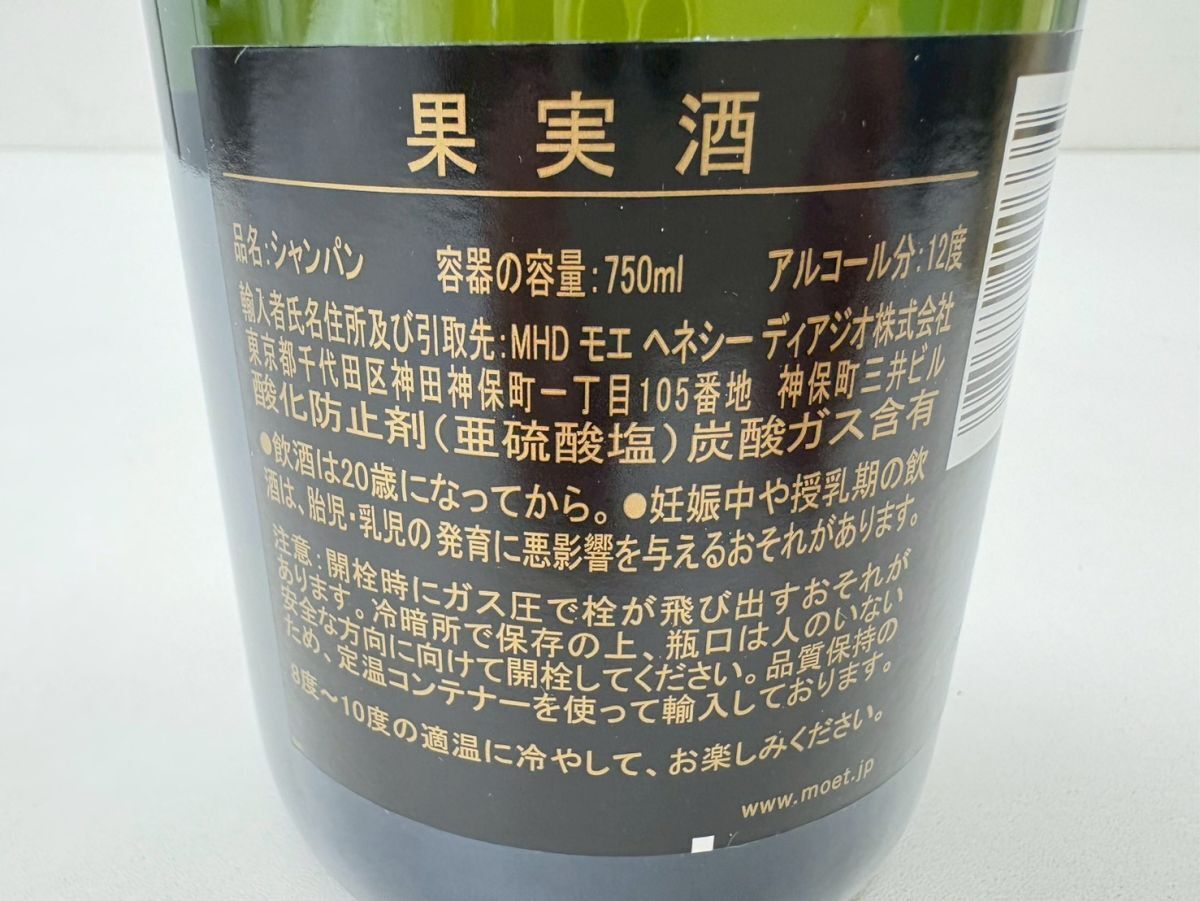 果実酒
品名:シャンパン 容器の容量:750ml アルコール分:12度
輸入者氏名住所及び引取先:MHD モエ ヘネシー ディアジオ株式会社
東京都千代田区神田神保町一丁目105番地 神保町三井ビル
酸化防止剤(亜硫酸塩)炭酸ガス含有
●飲酒は20歳になってから。●妊娠中や授乳期の飲
酒は、胎児・乳児の発育に悪影響を与えるおそれがあります。
注意:開栓時にガス圧で栓が飛び出すおそれが
あります。冷暗所で保存の上、瓶口は人のいない
安全な方向に向けて開栓してください。品質保持の
ため、定温コンテナーを使って輸入しております。
8度〜10度の適温に冷やして、お楽しみください。
www.moet.jp